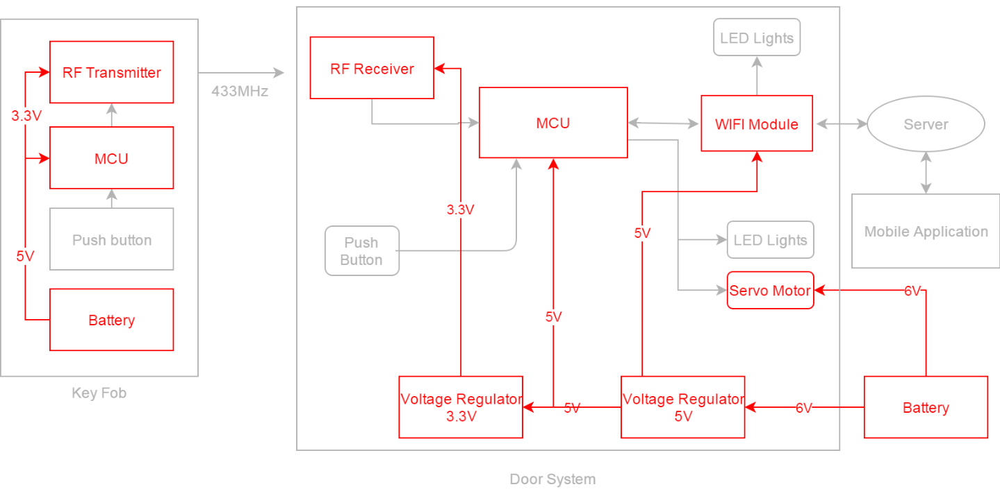 RF Transmitter
3.3V
MCU
Push button
5V
Battery
Key Fob
433MHz
RF Receiver
MCU
LED Lights
WIFI Module
Server
Mobile Application
3.3V
Push
Button
5V
LED Lights
Servo Motor
6V
5V
Voltage Regulator
3.3V
5V
Voltage Regulator
5V
6V
Battery
Door System